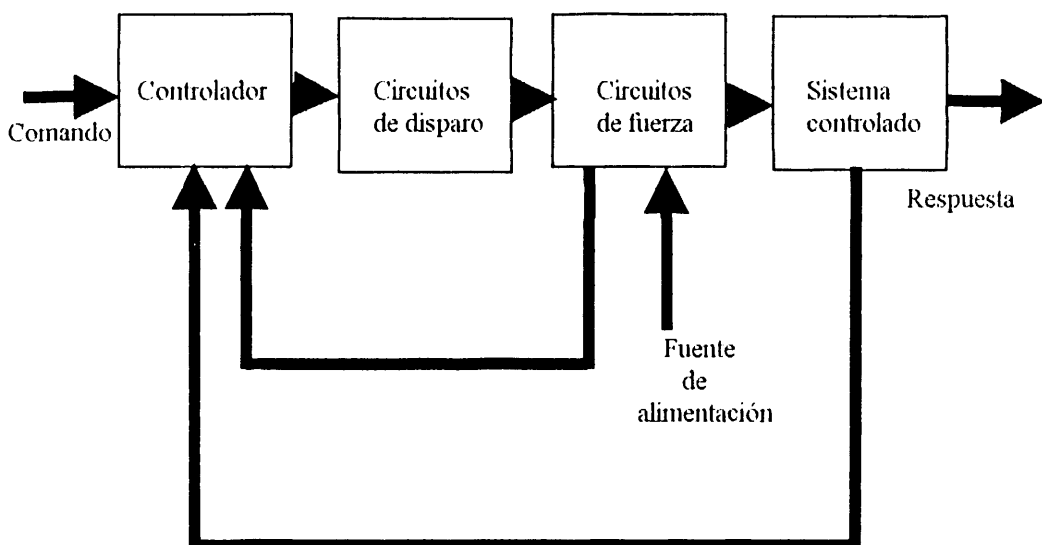 Controlador
Circuitos
de disparo
Circuitos
de fuerza
Sistema
controlado
Comando
Respuesta
Fuente
de
alimentación